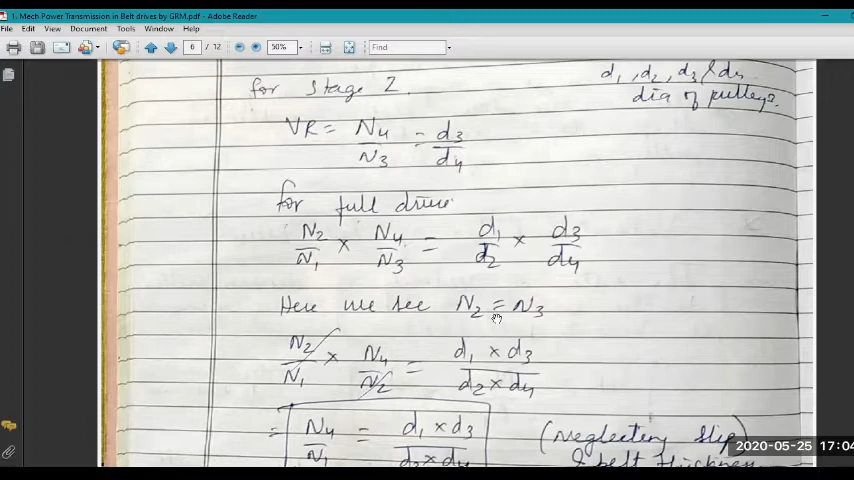 1. Mech Power Transmission in Belt drives by GRM.pdf - Adobe Reader
File Edit View Document Tools Window Help
6 / 12 50% Find
d1, d2, d3 & d4
dia of pulleys.
for stage 2.
VR = N4/N3 = d3/d4
for full drive
N2/N1 × N4/N3 = d1/d2 × d3/d4
Here we see N2 = N3
N2/N1 × N4/N2 = d1 × d3/d2 × d4
= N4/N1 = d1 × d3/d2 × d4 (Neglecting slip
& belt thickness
2020-05-25 17:04